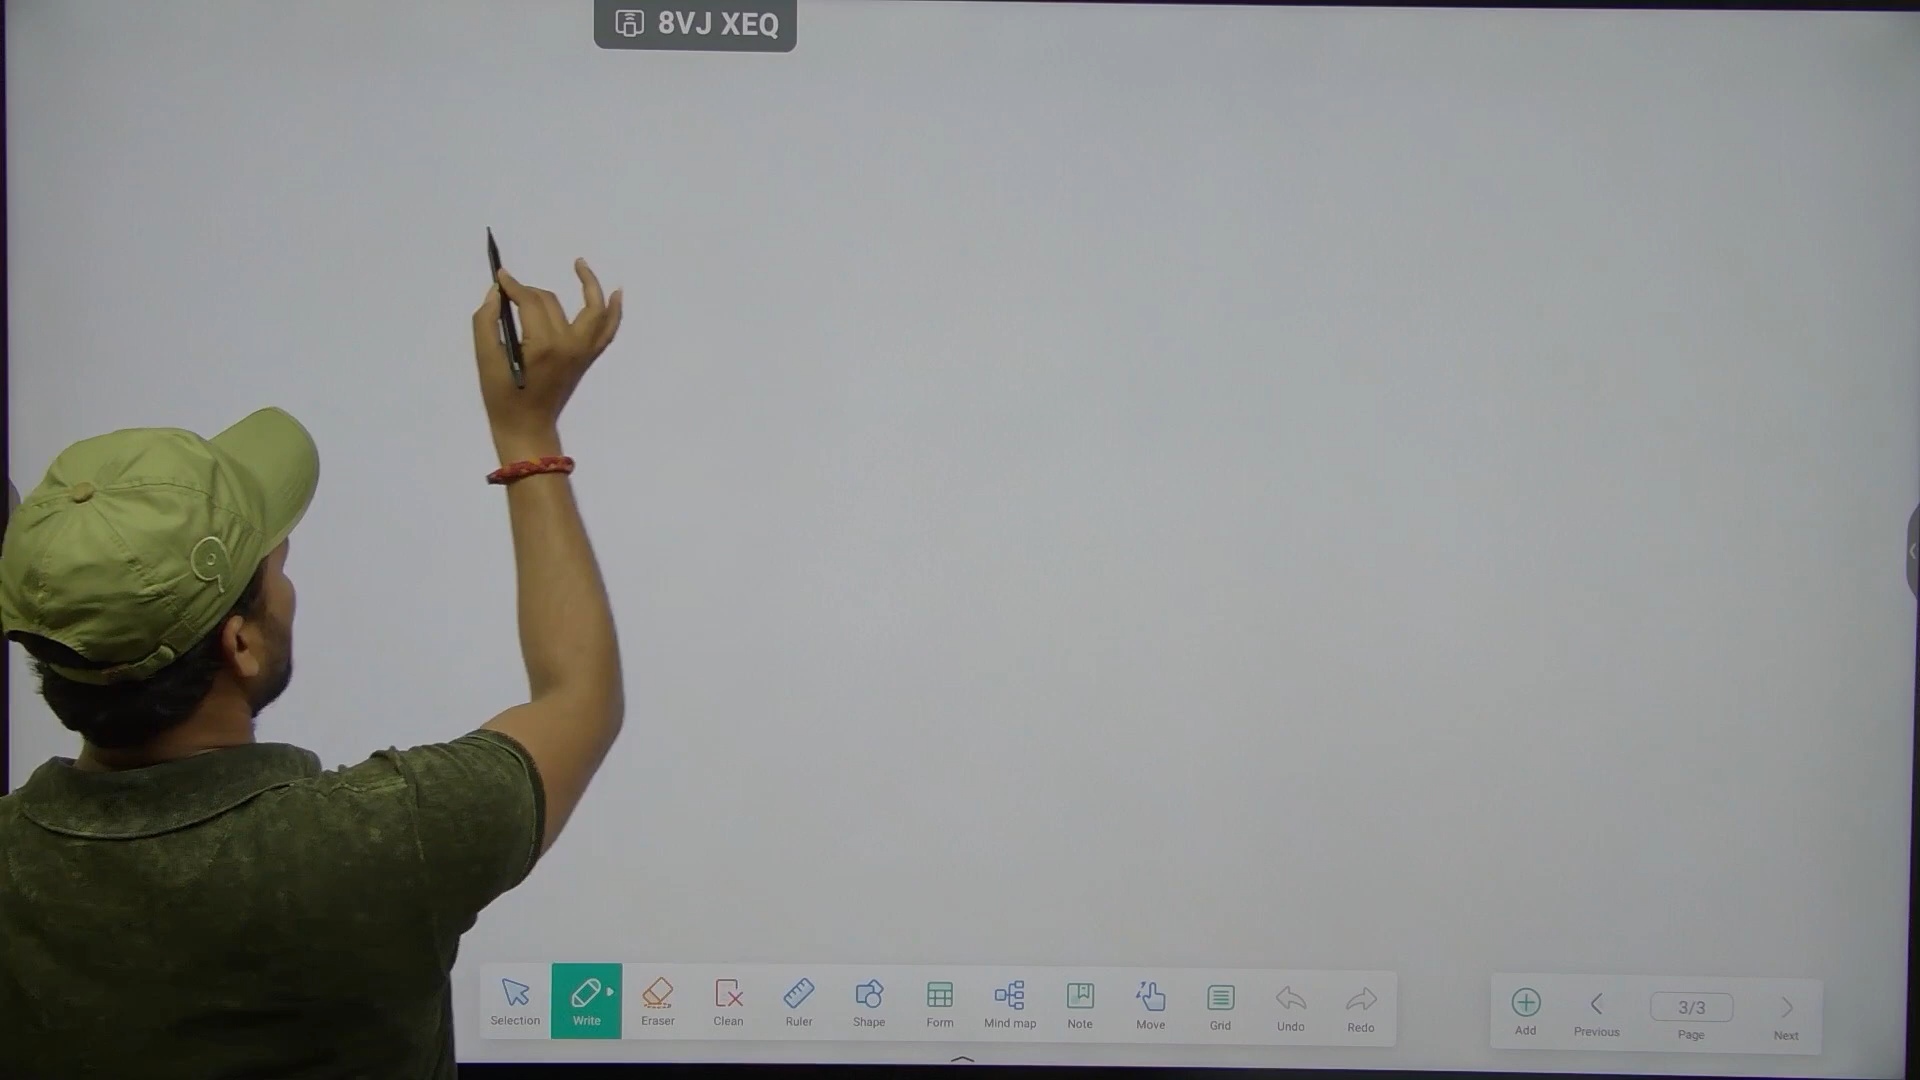 8VJ XEQ
Selection Write Eraser Clean Ruler Shape Form Mind map Note Move Grid Undo Redo
Add Previous 3/3 Page Next